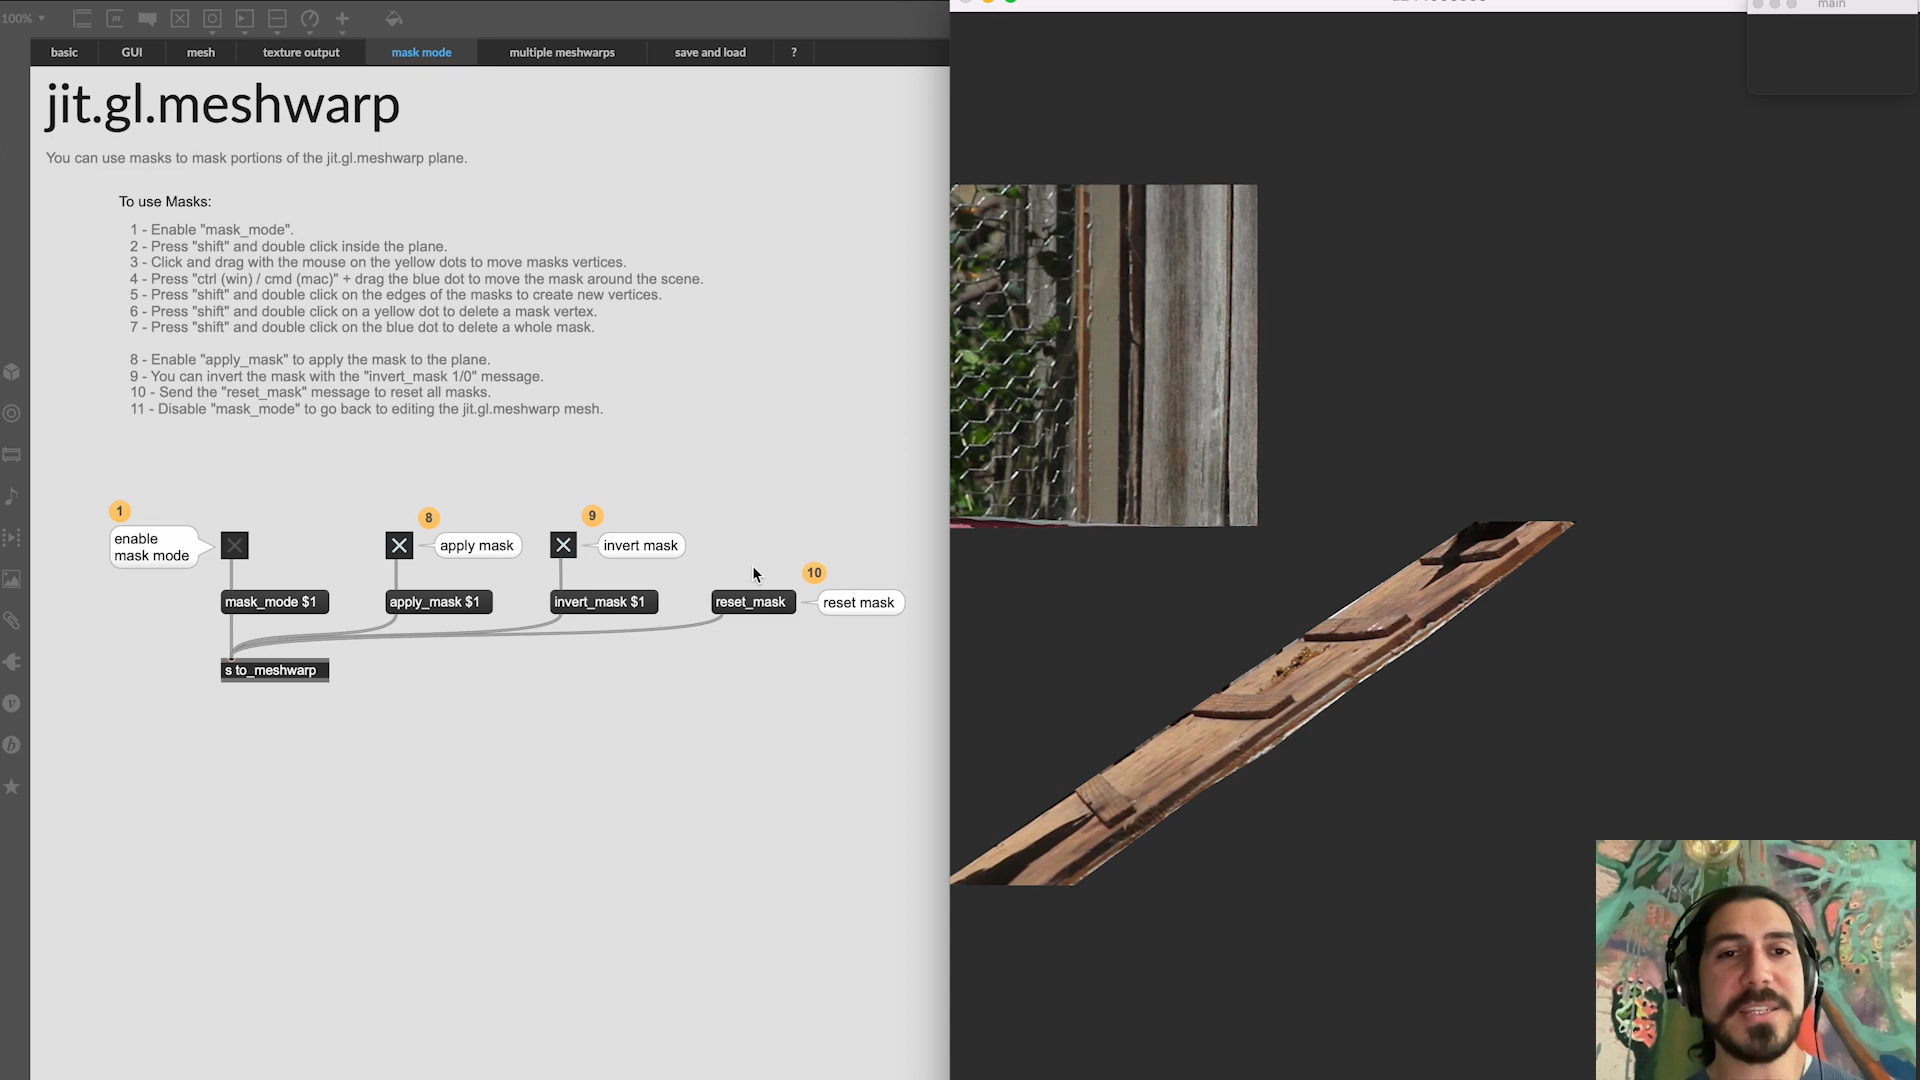 100%
basic
GUI
mesh
texture output
mask mode
multiple meshwarps
save and load
?
main
jit.gl.meshwarp
You can use masks to mask portions of the jit.gl.meshwarp plane.
To use Masks:
1 - Enable "mask_mode".
2 - Press "shift" and double click inside the plane.
3 - Click and drag with the mouse on the yellow dots to move masks vertices.
4 - Press "ctrl (win) / cmd (mac)" + drag the blue dot to move the mask around the scene.
5 - Press "shift" and double click on the edges of the masks to create new vertices.
6 - Press "shift" and double click on a yellow dot to delete a mask vertex.
7 - Press "shift" and double click on the blue dot to delete a whole mask.
8 - Enable "apply_mask" to apply the mask to the plane.
9 - You can invert the mask with the "invert_mask 1/0" message.
10 - Send the "reset_mask" message to reset all masks.
11 - Disable "mask_mode" to go back to editing the jit.gl.meshwarp mesh.
1
8
9
enable
mask mode
apply mask
invert mask
10
mask_mode $1
apply_mask $1
invert_mask $1
reset_mask
reset mask
s to_meshwarp